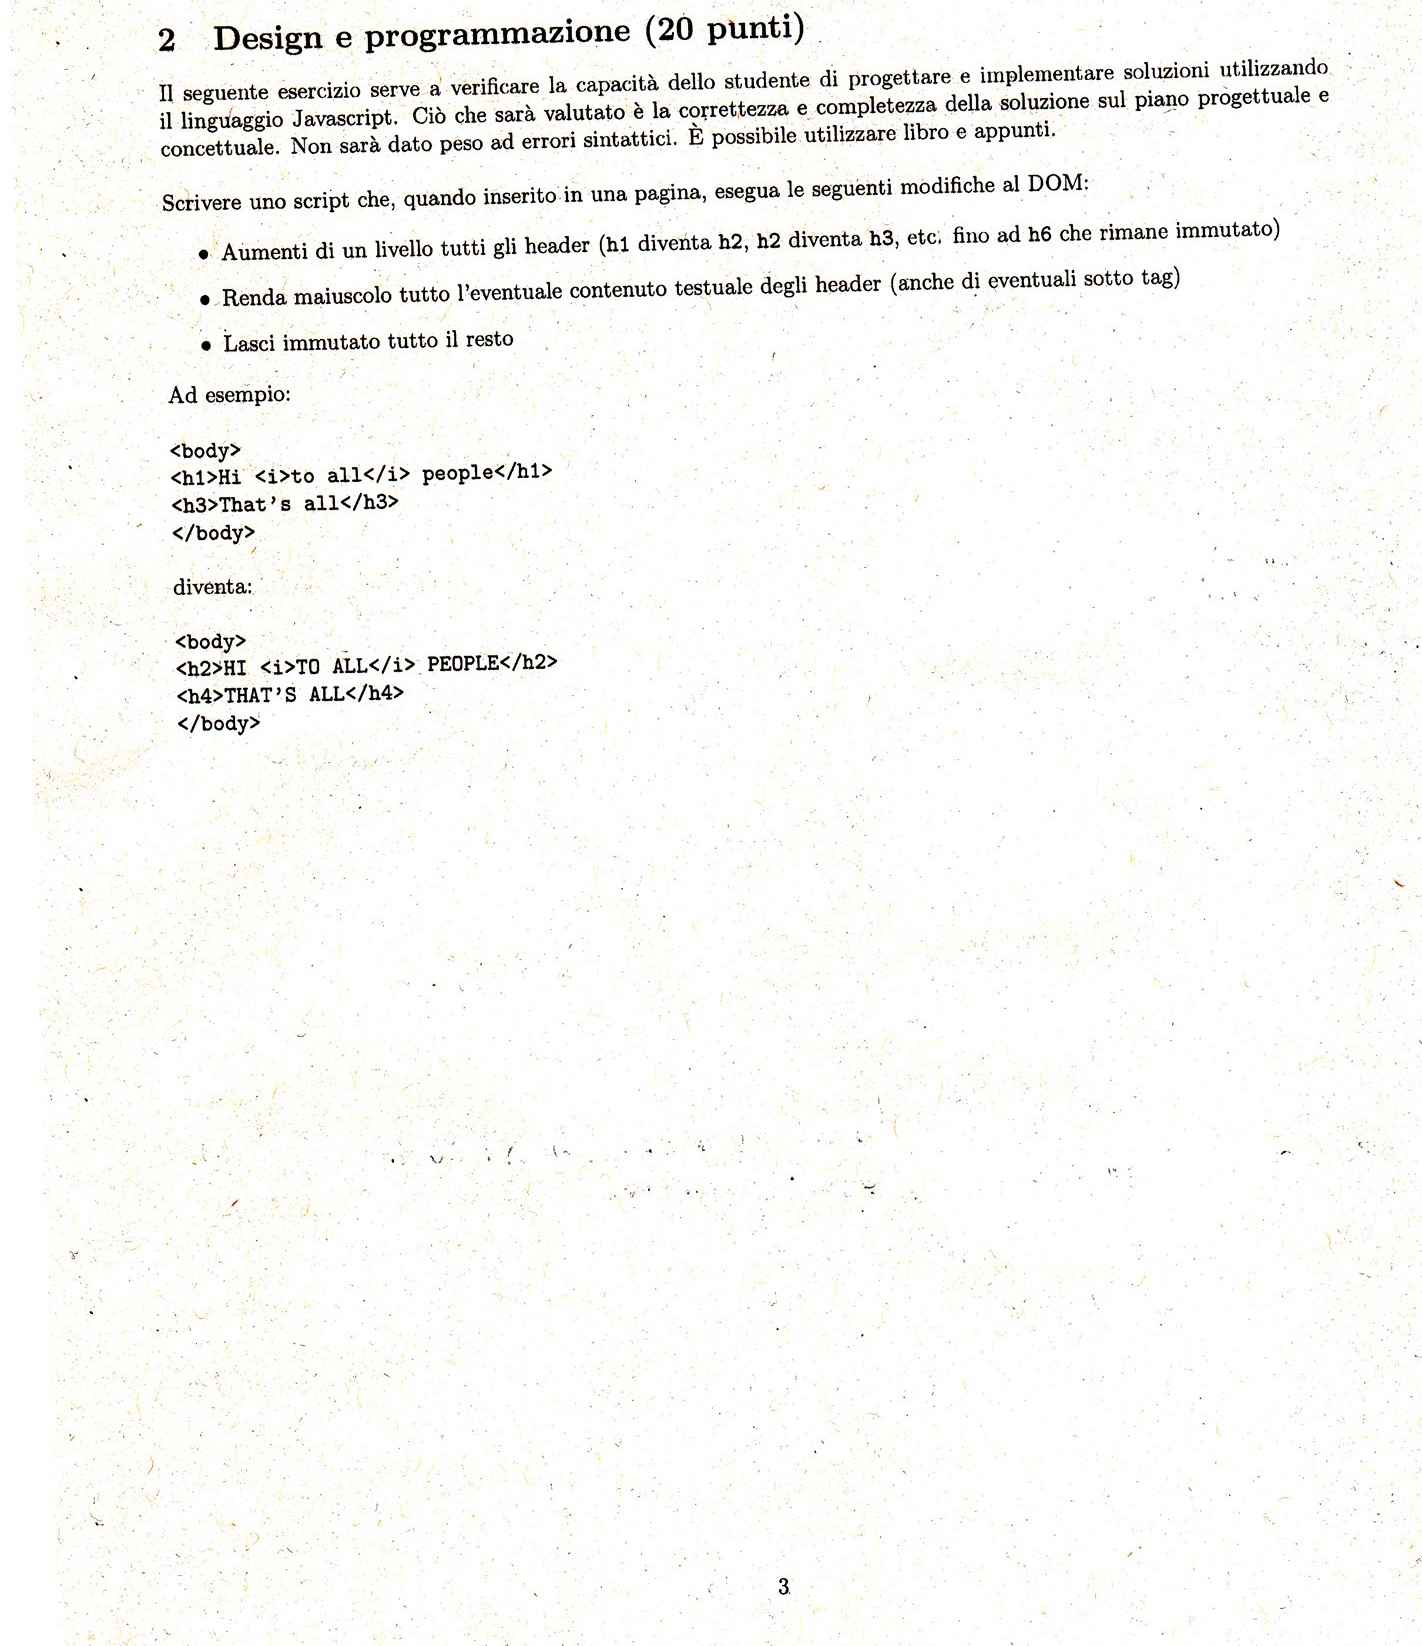 2 Design e programmazione (20 punti)
Il seguente esercizio serve a verificare la capacità dello studente di progettare e implementare soluzioni utilizzando
il linguaggio Javascript. Ciò che sarà valutato è la correttezza e completezza della soluzione sul piano progettuale e
concettuale. Non sarà dato peso ad errori sintattici. È possibile utilizzare libro e appunti.
Scrivere uno script che, quando inserito in una pagina, esegua le seguenti modifiche al DOM:
• Aumenti di un livello tutti gli header (h1 diventa h2, h2 diventa h3, etc. fino ad h6 che rimane immutato)
• Renda maiuscolo tutto l'eventuale contenuto testuale degli header (anche di eventuali sotto tag)
• Lasci immutato tutto il resto
Ad esempio:
<body>
<h1>Hi <i>to all</i> people</h1>
<h3>That's all</h3>
</body>
diventa:
<body>
<h2>HI <i>TO ALL</i> PEOPLE</h2>
<h4>THAT'S ALL</h4>
</body>
3